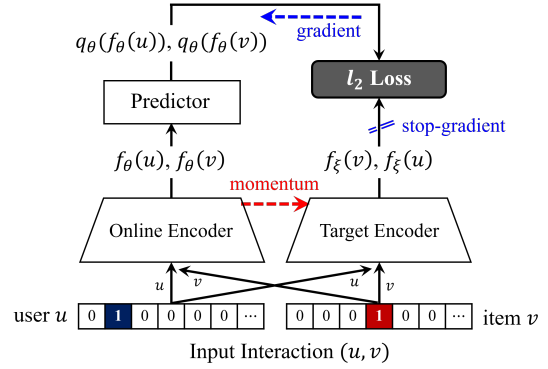 gradient
q_θ(f_θ(u)), q_θ(f_θ(v))
l₂ Loss
Predictor
stop-gradient
f_θ(u), f_θ(v)
f_ξ(v), f_ξ(u)
momentum
Online Encoder
Target Encoder
u v u v
user u 0 1 0 0 0 0 ... 0 0 0 1 0 0 ... item v
Input Interaction (u, v)